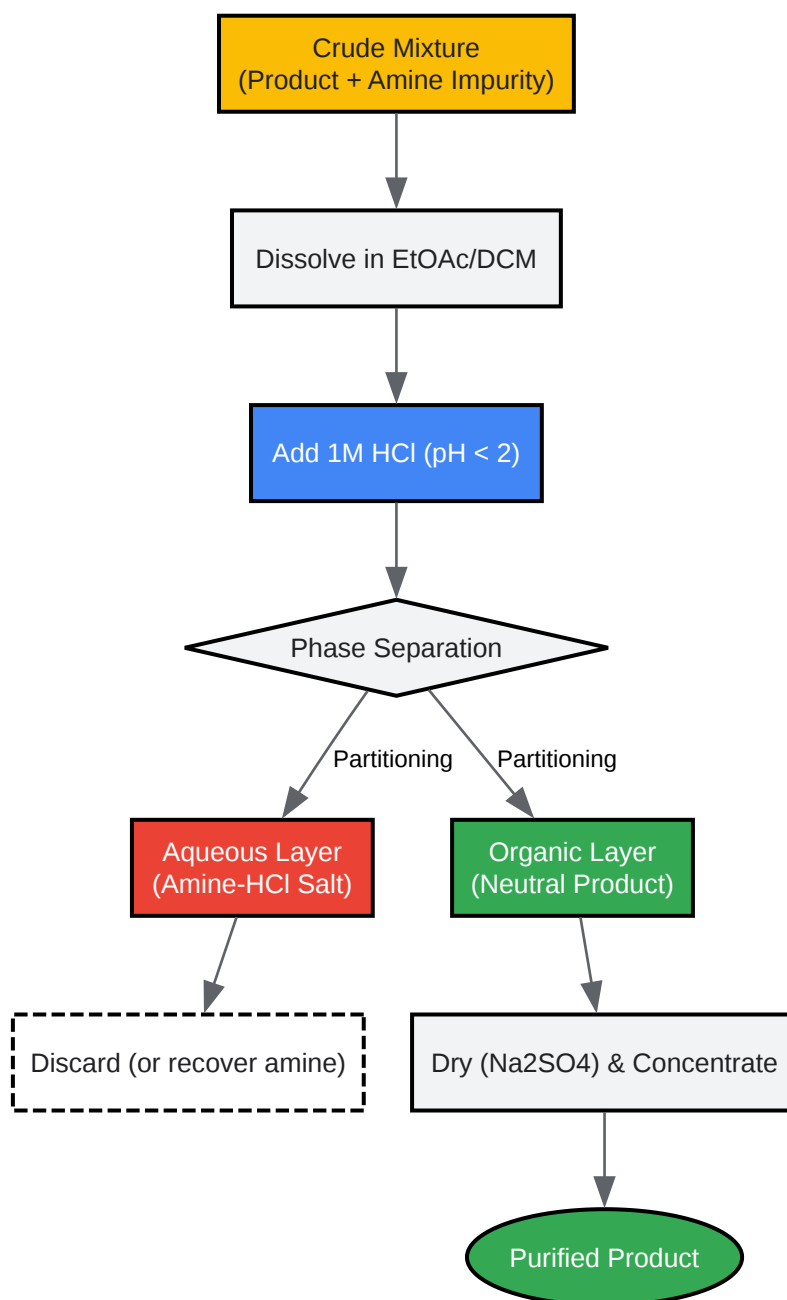 Crude Mixture
(Product + Amine Impurity)
Dissolve in EtOAc/DCM
Add 1M HCl (pH < 2)
Phase Separation
Partitioning
Partitioning
Aqueous Layer
(Amine-HCl Salt)
Organic Layer
(Neutral Product)
Discard (or recover amine)
Dry (Na2SO4) & Concentrate
Purified Product